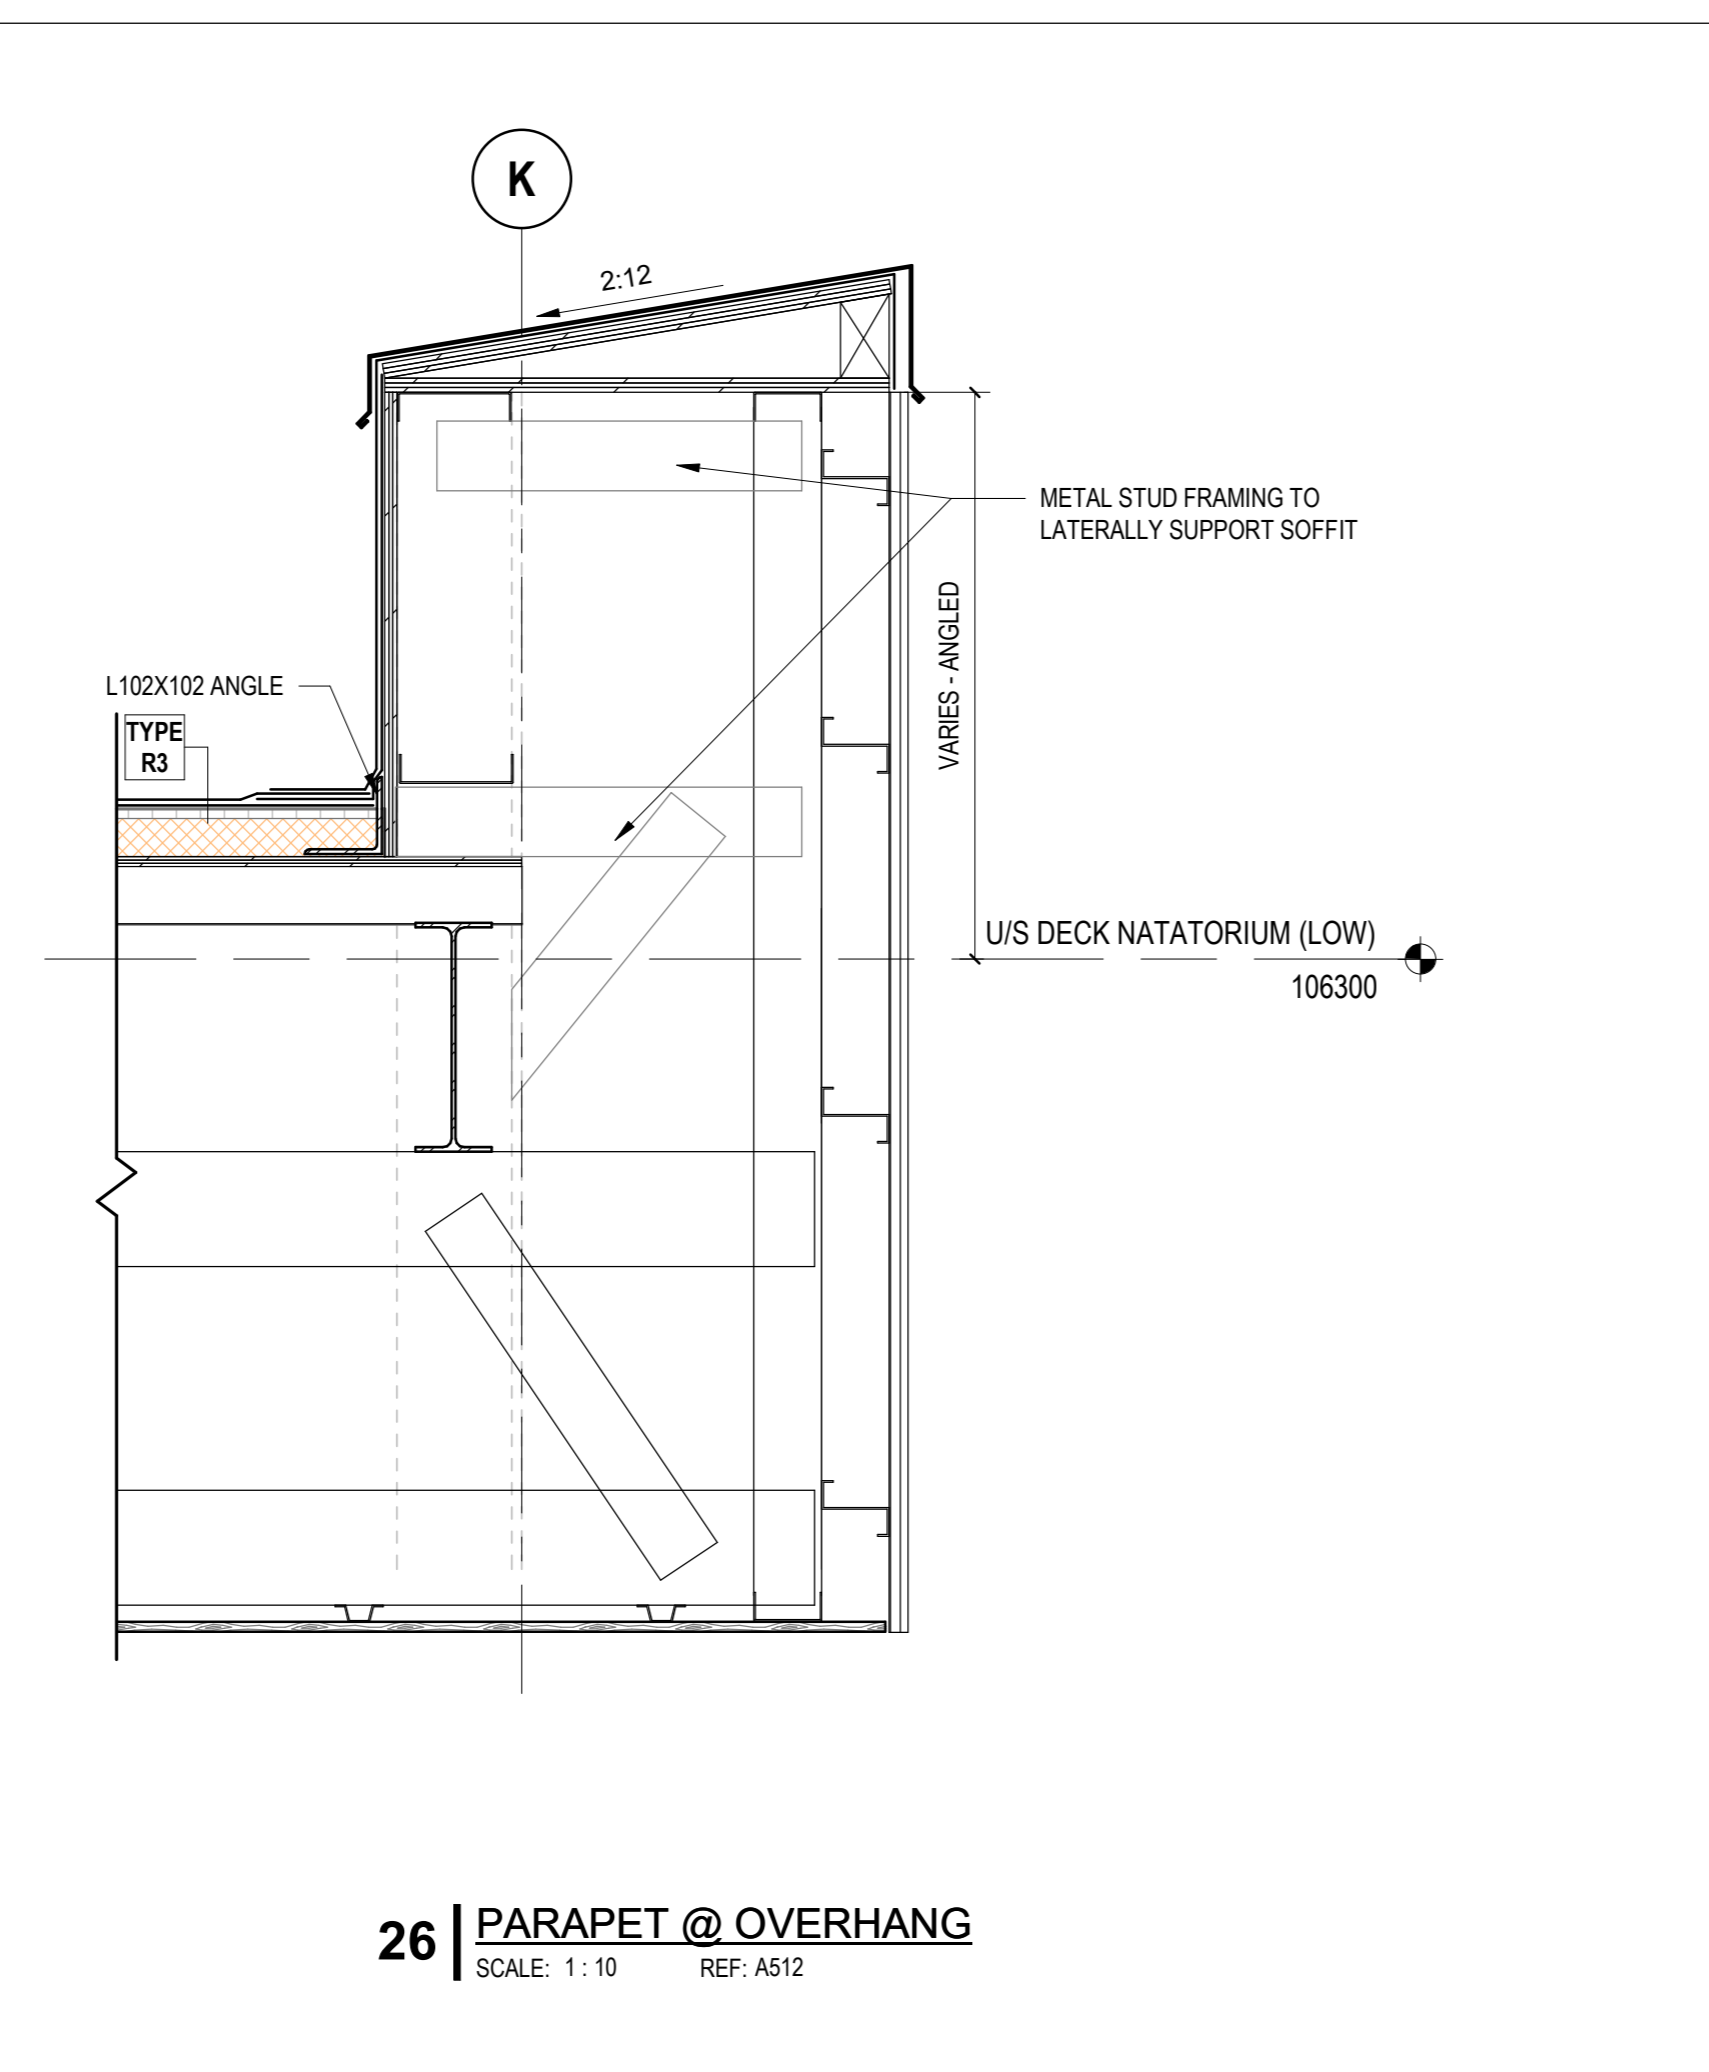 K
2:12
METAL STUD FRAMING TO
LATERALLY SUPPORT SOFFIT
VARIES - ANGLED
L102X102 ANGLE
TYPE
R3
U/S DECK NATATORIUM (LOW)
106300
26
PARAPET @ OVERHANG
SCALE: 1 : 10 REF: A512